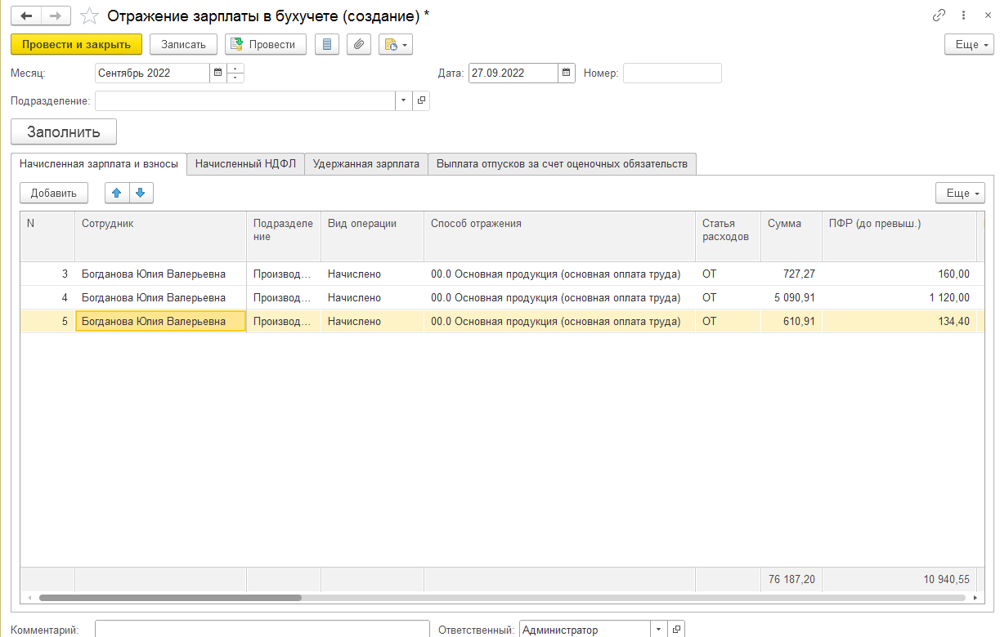 Отражение зарплаты в бухучете (создание) *
Провести и закрыть Записать Провести Еще
Месяц: Сентябрь 2022 Дата: 27.09.2022 Номер:
Подразделение:
Заполнить
Начисленная зарплата и взносы Начисленный НДФЛ Удержанная зарплата Выплата отпусков за счет оценочных обязательств
Добавить Еще
N Сотрудник Подразделе Вид операции Способ отражения Статья Сумма ПФР (до превыш.)
ние расходов
3 Богданова Юлия Валерьевна Производ... Начислено 00.0 Основная продукция (основная оплата труда) ОТ 727,27 160,00
4 Богданова Юлия Валерьевна Производ... Начислено 00.0 Основная продукция (основная оплата труда) ОТ 5 090,91 1 120,00
5 Богданова Юлия Валерьевна Производ... Начислено 00.0 Основная продукция (основная оплата труда) ОТ 610,91 134,40
76 187,20 10 940,55
Комментарий: Ответственный: Администратор